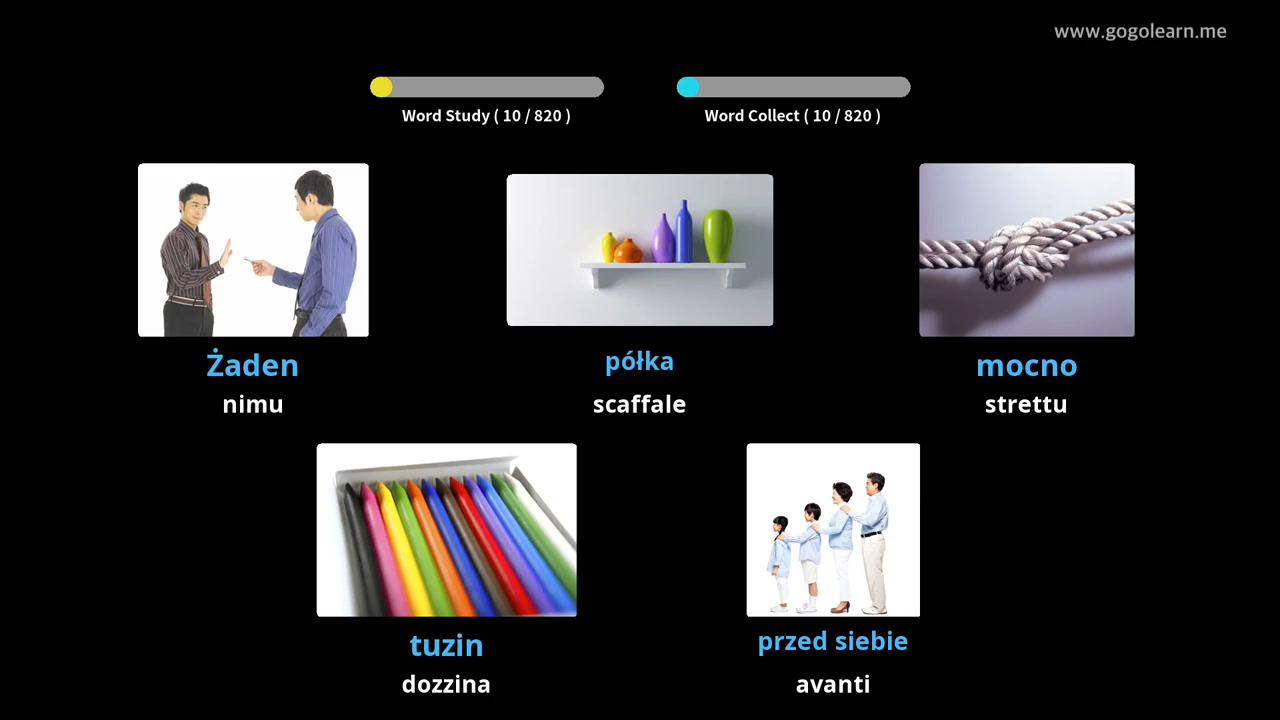 www.gogolearn.me
Word Study ( 10 / 820 )
Word Collect ( 10 / 820 )
Żaden
nimu
półka
scaffale
mocno
strettu
tuzin
dozzina
przed siebie
avanti